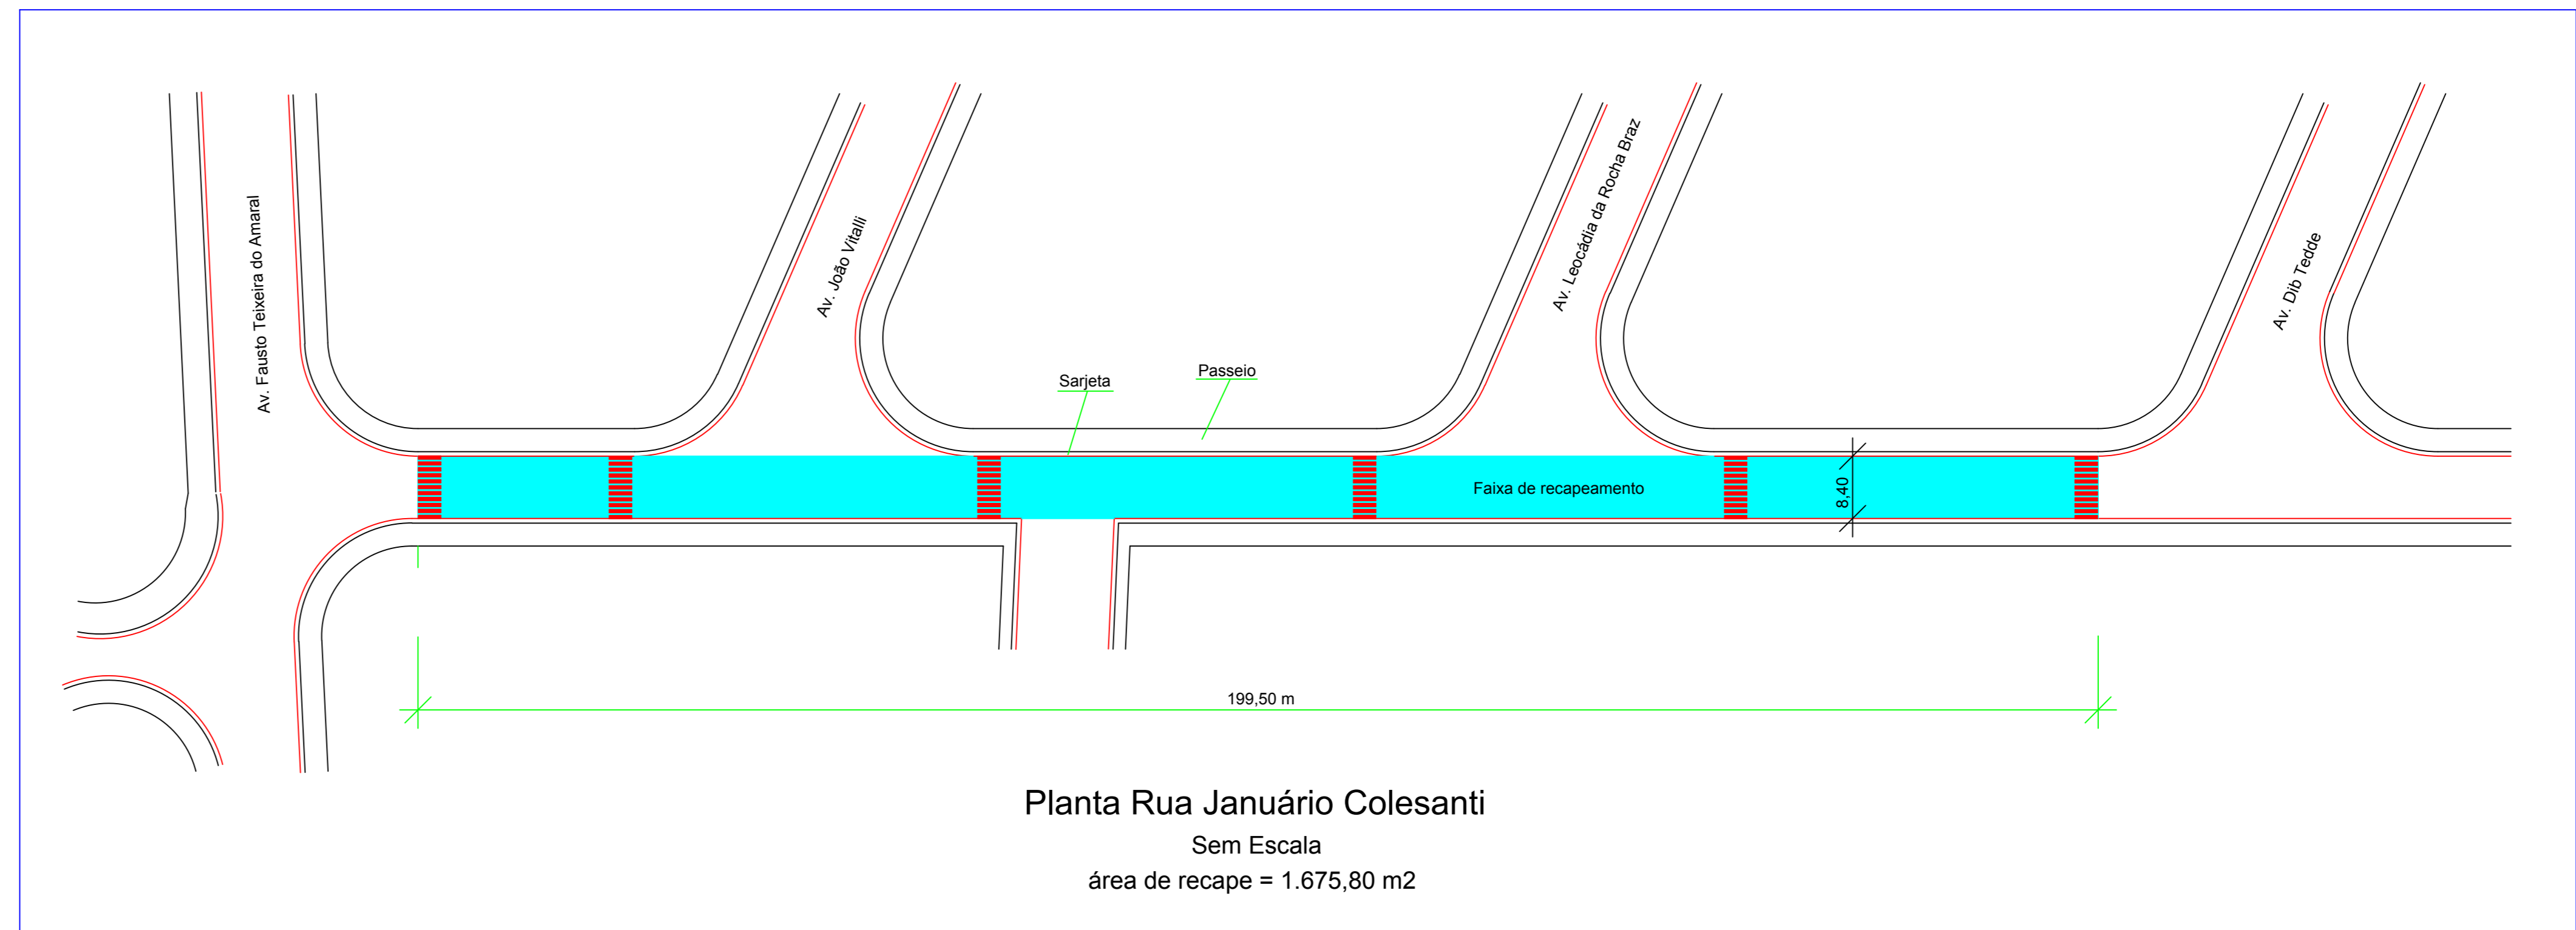 Av. Fausto Teixeira do Amaral
Av. João Vitalli
Av. Leocádia da Rocha Braz
Av. Dib Tedde
Sarjeta
Passeio
Faixa de recapeamento
8,40
199,50 m
Planta Rua Januário Colesanti
Sem Escala
área de recape = 1.675,80 m2